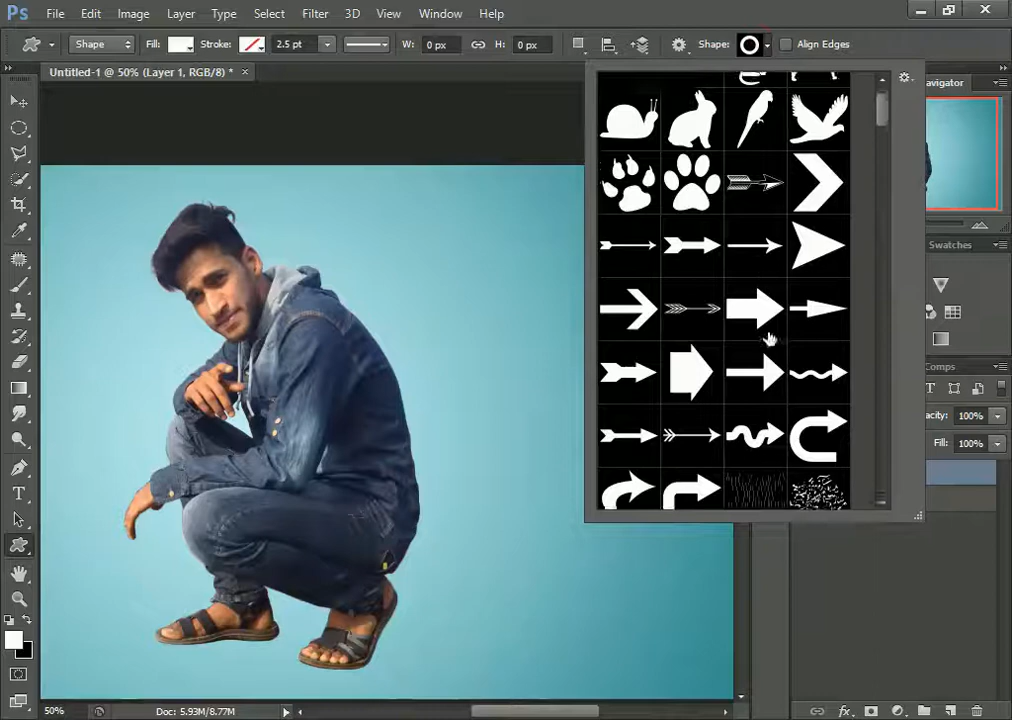 Ps File Edit Image Layer Type Select Filter 3D View Window Help
Shape Fill: Stroke: 2.5 pt W: 0 px H: 0 px Shape: Align Edges
Untitled-1 @ 50% (Layer 1, RGB/8) * ×
avigator
Swatches
Comps
T
acity: 100%
Fill: 100%
T
50% Doc: 5.93M/8.77M
fx